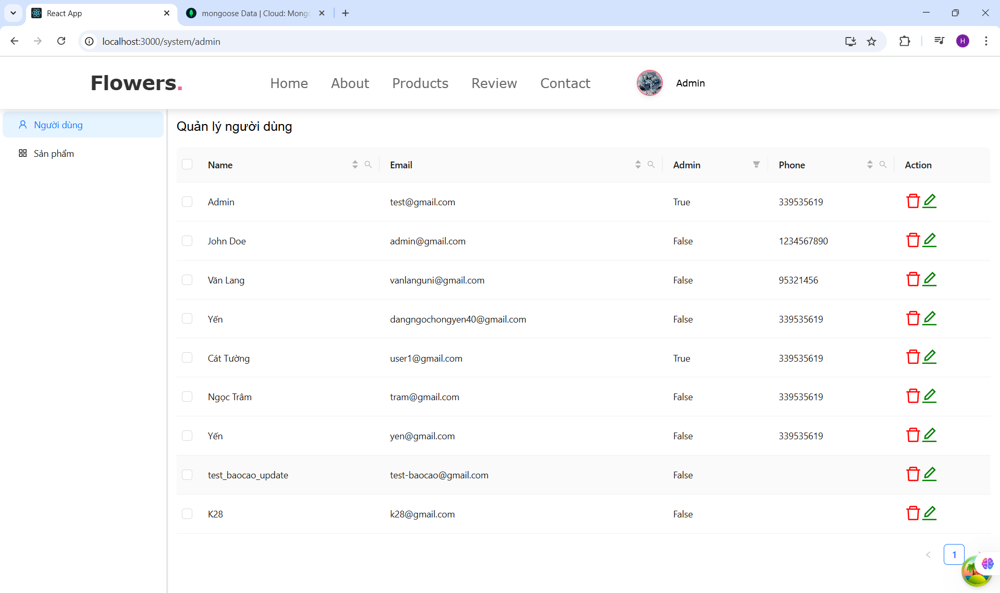 React App
mongoose Data | Cloud: Mong
localhost:3000/system/admin
H
Flowers.
Home About Products Review Contact
Admin
Người dùng
Sản phẩm
Quản lý người dùng
Name Email Admin Phone Action
Admin test@gmail.com True 339535619
John Doe admin@gmail.com False 1234567890
Văn Lang vanlanguni@gmail.com False 95321456
Yến dangngochongyen40@gmail.com False 339535619
Cát Tường user1@gmail.com True 339535619
Ngọc Trâm tram@gmail.com False 339535619
Yến yen@gmail.com False 339535619
test_baocao_update test-baocao@gmail.com False
K28 k28@gmail.com False
1